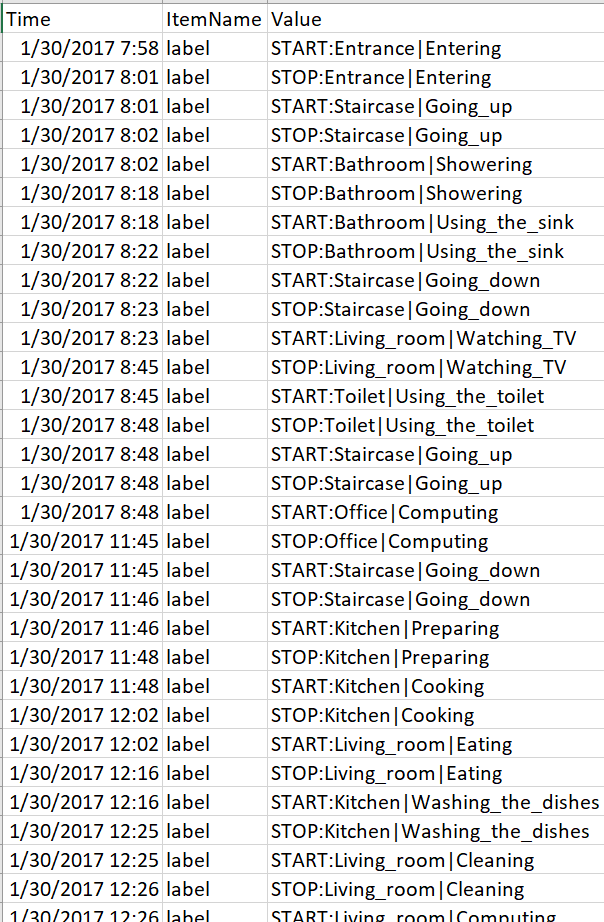 Time ItemName Value
1/30/2017 7:58 label START:Entrance|Entering
1/30/2017 8:01 label STOP:Entrance|Entering
1/30/2017 8:01 label START:Staircase|Going_up
1/30/2017 8:02 label STOP:Staircase|Going_up
1/30/2017 8:02 label START:Bathroom|Showering
1/30/2017 8:18 label STOP:Bathroom|Showering
1/30/2017 8:18 label START:Bathroom|Using_the_sink
1/30/2017 8:22 label STOP:Bathroom|Using_the_sink
1/30/2017 8:22 label START:Staircase|Going_down
1/30/2017 8:23 label STOP:Staircase|Going_down
1/30/2017 8:23 label START:Living_room|Watching_TV
1/30/2017 8:45 label STOP:Living_room|Watching_TV
1/30/2017 8:45 label START:Toilet|Using_the_toilet
1/30/2017 8:48 label STOP:Toilet|Using_the_toilet
1/30/2017 8:48 label START:Staircase|Going_up
1/30/2017 8:48 label STOP:Staircase|Going_up
1/30/2017 8:48 label START:Office|Computing
1/30/2017 11:45 label STOP:Office|Computing
1/30/2017 11:45 label START:Staircase|Going_down
1/30/2017 11:46 label STOP:Staircase|Going_down
1/30/2017 11:46 label START:Kitchen|Preparing
1/30/2017 11:48 label STOP:Kitchen|Preparing
1/30/2017 11:48 label START:Kitchen|Cooking
1/30/2017 12:02 label STOP:Kitchen|Cooking
1/30/2017 12:02 label START:Living_room|Eating
1/30/2017 12:16 label STOP:Living_room|Eating
1/30/2017 12:16 label START:Kitchen|Washing_the_dishes
1/30/2017 12:25 label STOP:Kitchen|Washing_the_dishes
1/30/2017 12:25 label START:Living_room|Cleaning
1/30/2017 12:26 label STOP:Living_room|Cleaning
1/30/2017 12:26 label START:Living_room|Computing